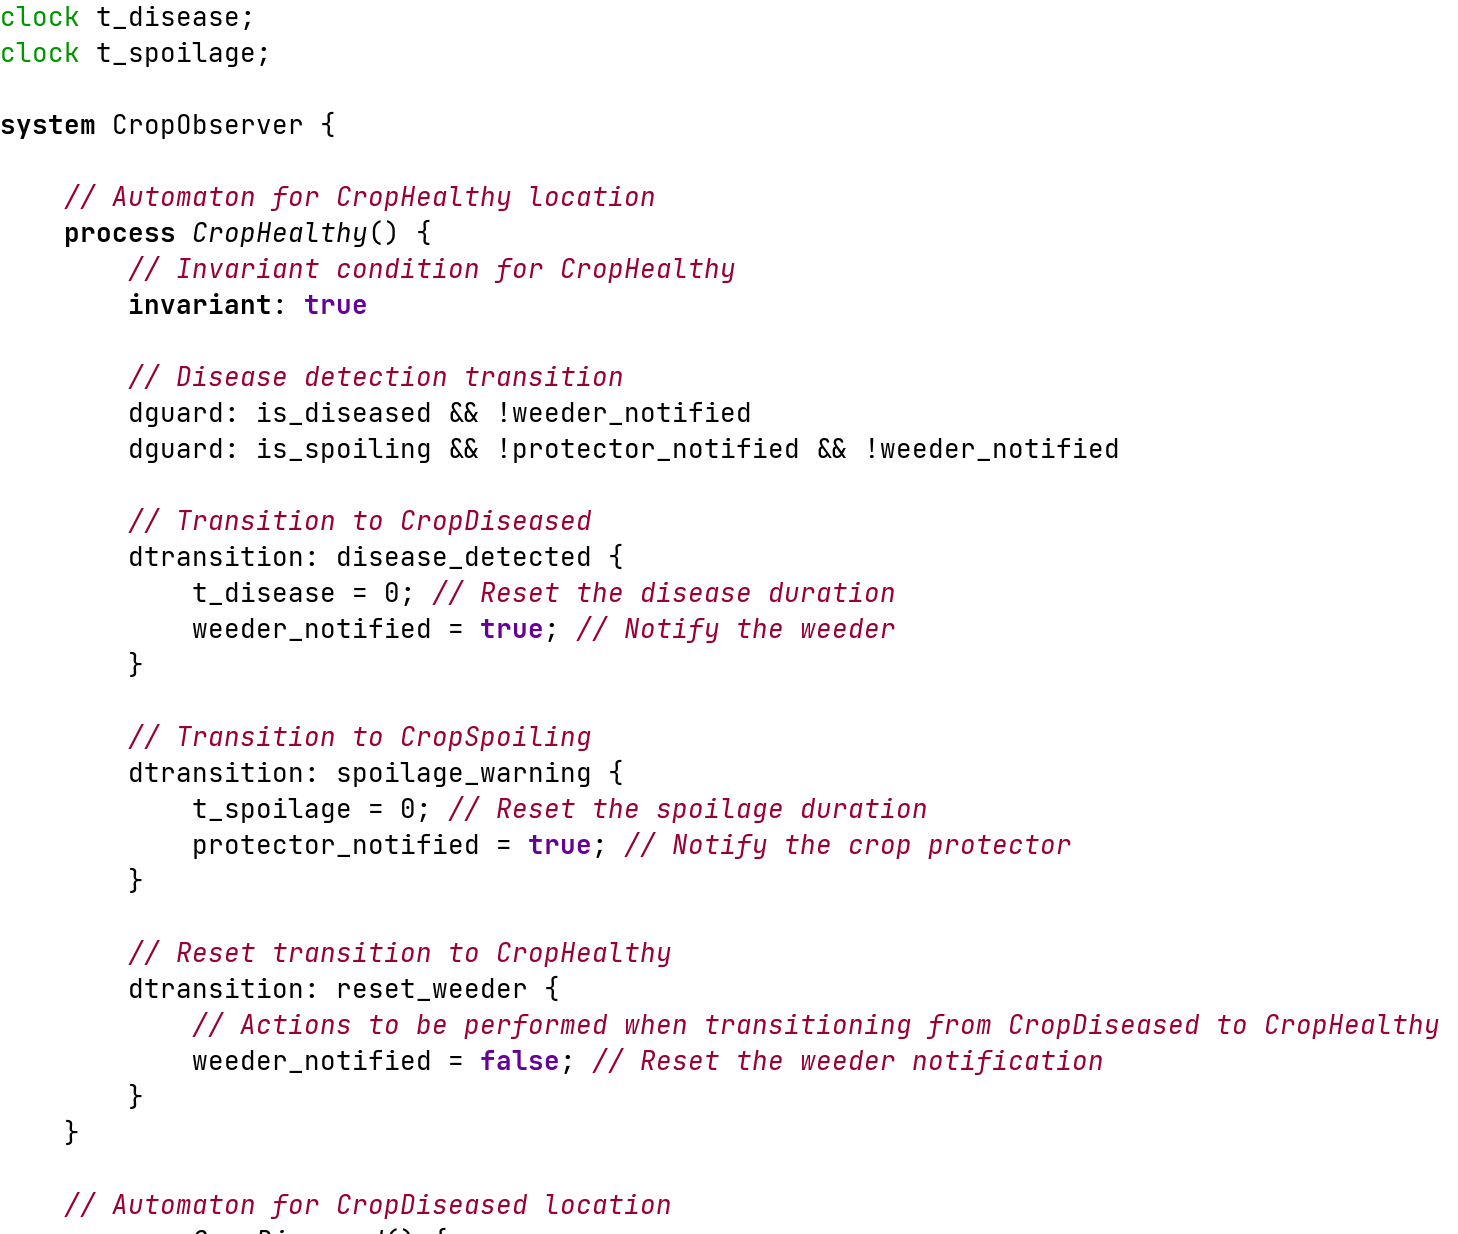 clock t_disease;
clock t_spoilage;

system CropObserver {

    // Automaton for CropHealthy location
    process CropHealthy() {
        // Invariant condition for CropHealthy
        invariant: true

        // Disease detection transition
        dguard: is_diseased && !weeder_notified
        dguard: is_spoiling && !protector_notified && !weeder_notified

        // Transition to CropDiseased
        dtransition: disease_detected {
            t_disease = 0; // Reset the disease duration
            weeder_notified = true; // Notify the weeder
        }

        // Transition to CropSpoiling
        dtransition: spoilage_warning {
            t_spoilage = 0; // Reset the spoilage duration
            protector_notified = true; // Notify the crop protector
        }

        // Reset transition to CropHealthy
        dtransition: reset_weeder {
            // Actions to be performed when transitioning from CropDiseased to CropHealthy
            weeder_notified = false; // Reset the weeder notification
        }
    }

    // Automaton for CropDiseased location